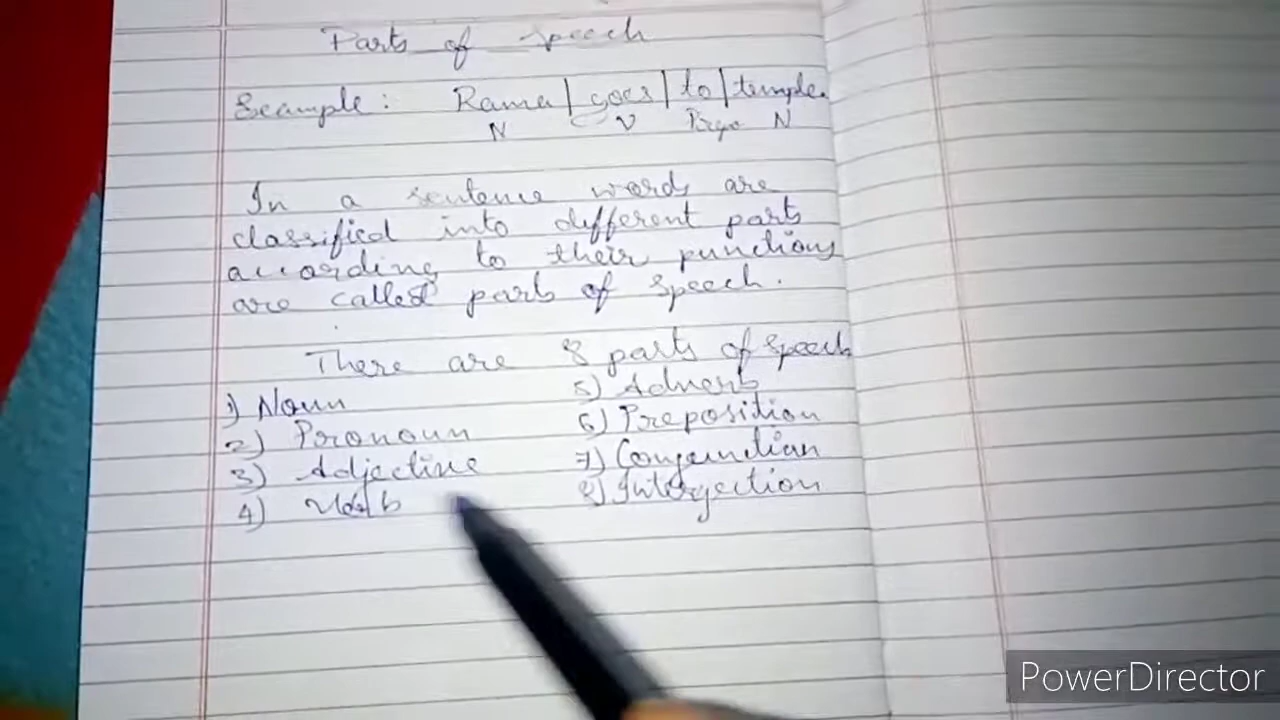 Parts of Speech
Example: Rama | goes | to | temple.
N V Prep N
In a sentence words are
classified into different parts
according to their functions
are called parts of speech.
There are 8 parts of speech
1) Noun
2) Pronoun
3) Adjective
4) Verb
5) Adverb
6) Preposition
7) Conjunction
8) Interjection
PowerDirector